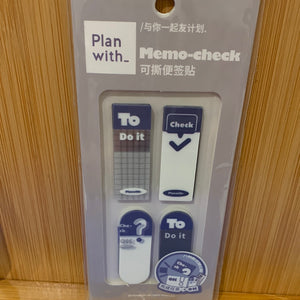 /与你一起友计划.
Plan
with_
Memo-check
可撕便签贴
To
Do it
Check
To
Do it